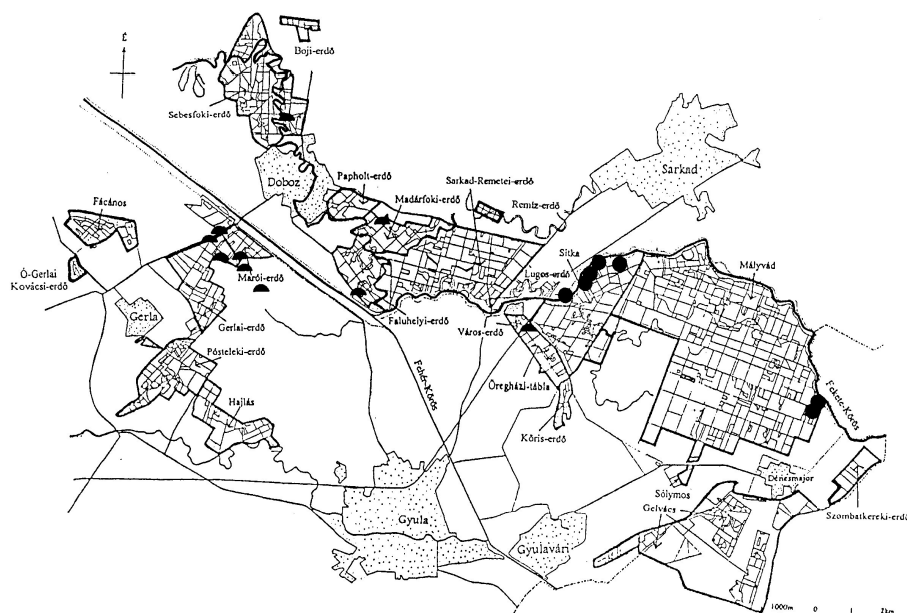 É
Boji-erdő
Sebesfoki-erdő
Sarkad
Doboz
Papholt-erdő
Sarkad-Remetei-erdő
Madárfoki-erdő
Remiz-erdő
Fácános
Sitka
Mályvád
Ó-Gerlai
Kovácsi-erdő
Marói-erdő
Lugos-erdő
Gerla
Faluhelyi-erdő
Város-erdő
Gerlai-erdő
Pósteleki-erdő
Öregházi-tábla
Fehér-Körös
Fekete-Körös
Hajlás
Kőris-erdő
Dénesmajor
Sólymos
Gelvács
Szombatkereki-erdő
Gyula
Gyulavári
1000m 0 1 2km